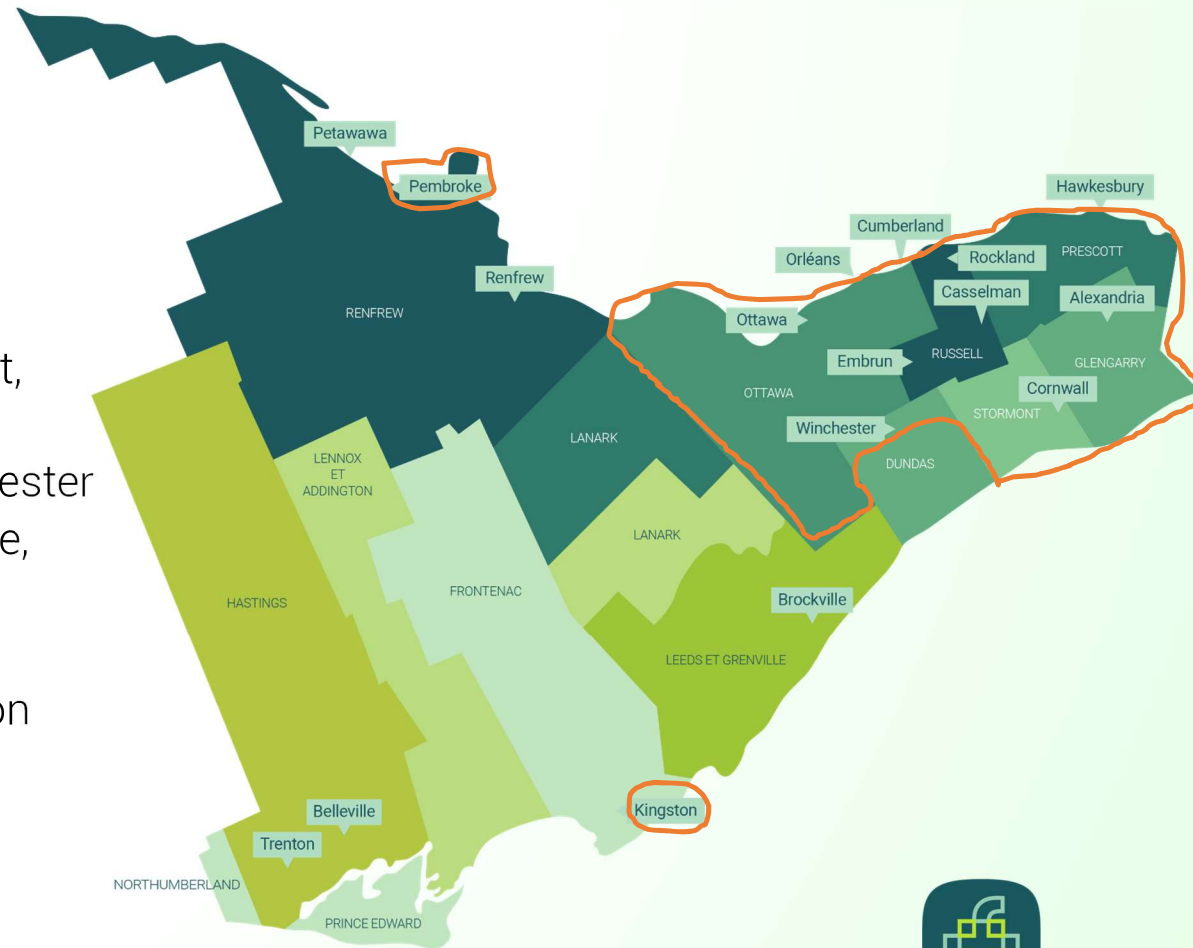 Petawawa
Pembroke
Hawkesbury
Cumberland
Orléans
Rockland
PRESCOTT
Renfrew
Casselman
Alexandria
RENFREW
Ottawa
Embrun
RUSSELL
GLENGARRY
t,
OTTAWA
Cornwall
STORMONT
Winchester
LANARK
DUNDAS
LENNOX
ET
ADDINGTON
ester
e,
LANARK
FRONTENAC
HASTINGS
Brockville
LEEDS ET GRENVILLE
on
Kingston
Belleville
Trenton
NORTHUMBERLAND
PRINCE EDWARD